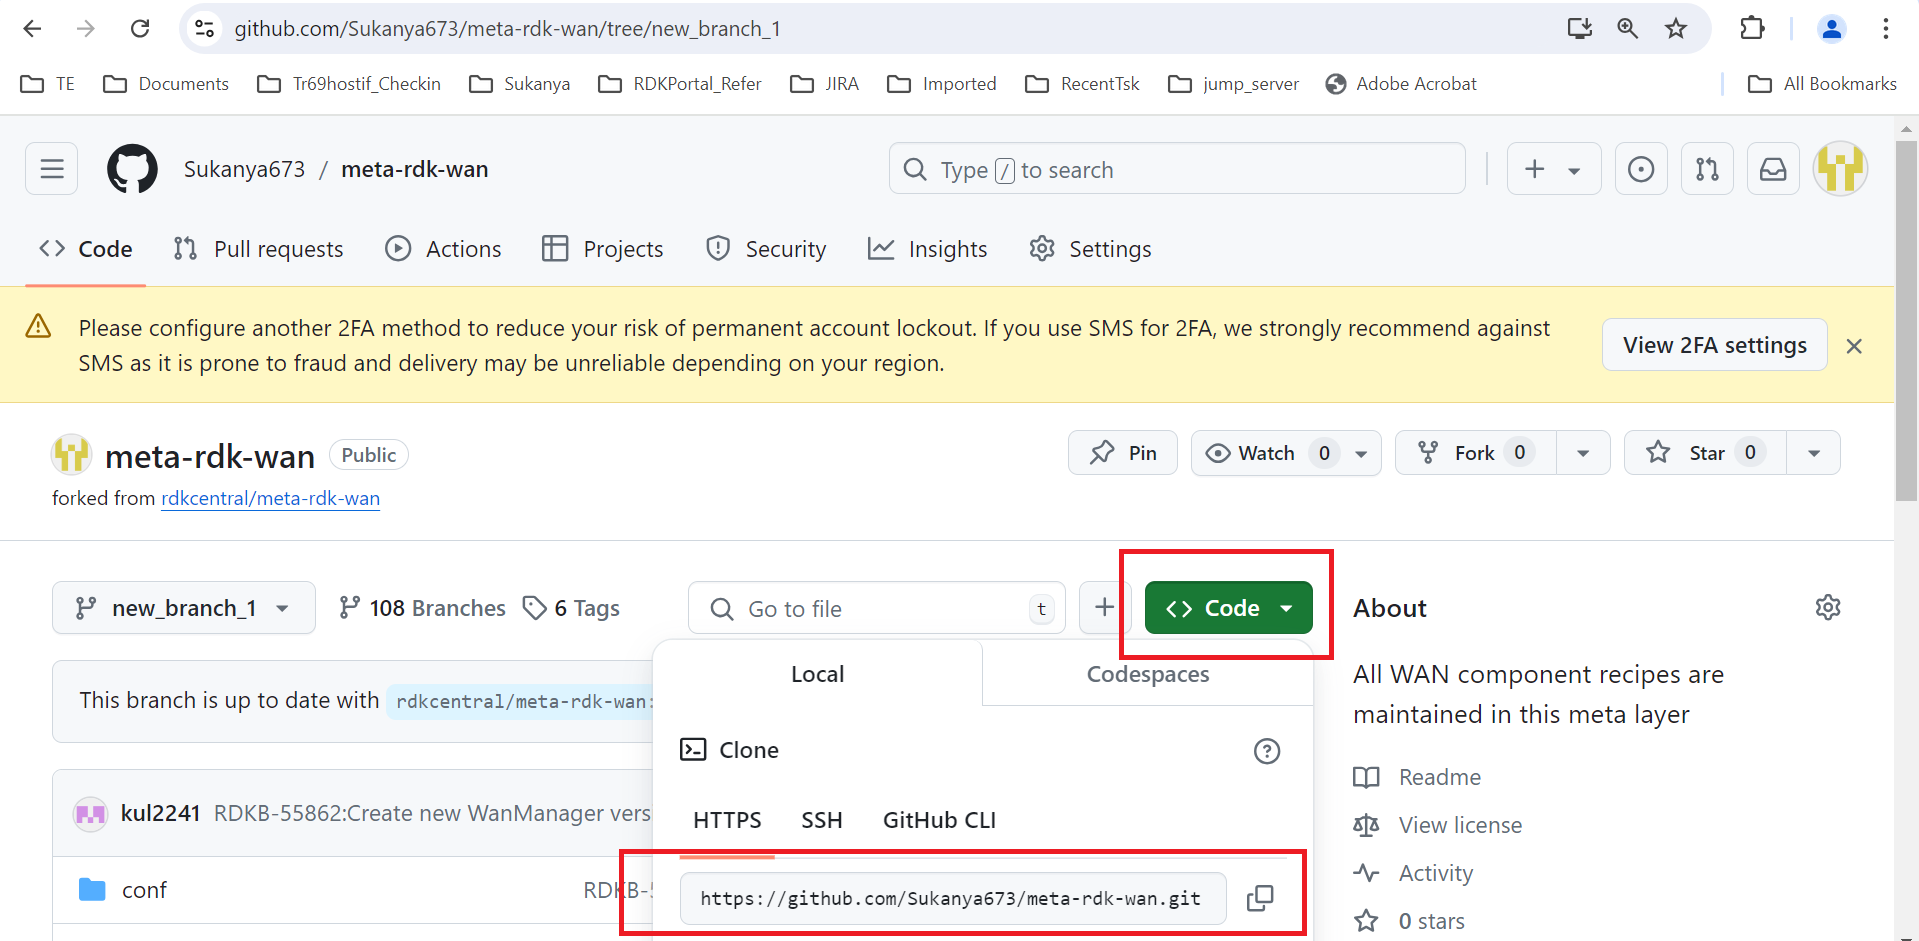 github.com/Sukanya673/meta-rdk-wan/tree/new_branch_1
TE Documents Tr69hostif_Checkin Sukanya RDKPortal_Refer JIRA Imported RecentTsk jump_server Adobe Acrobat All Bookmarks
Sukanya673 / meta-rdk-wan Type / to search
Code Pull requests Actions Projects Security Insights Settings
Please configure another 2FA method to reduce your risk of permanent account lockout. If you use SMS for 2FA, we strongly recommend against
SMS as it is prone to fraud and delivery may be unreliable depending on your region.
View 2FA settings
meta-rdk-wan Public
Pin Watch 0 Fork 0 Star 0
forked from rdkcentral/meta-rdk-wan
new_branch_1 108 Branches 6 Tags Go to file t + Code
About
Local Codespaces
All WAN component recipes are
maintained in this meta layer
This branch is up to date with rdkcentral/meta-rdk-wan:
Clone
Readme
kul2241 RDKB-55862:Create new WanManager vers
HTTPS SSH GitHub CLI
View license
Activity
conf RDKB-5
https://github.com/Sukanya673/meta-rdk-wan.git
0 stars